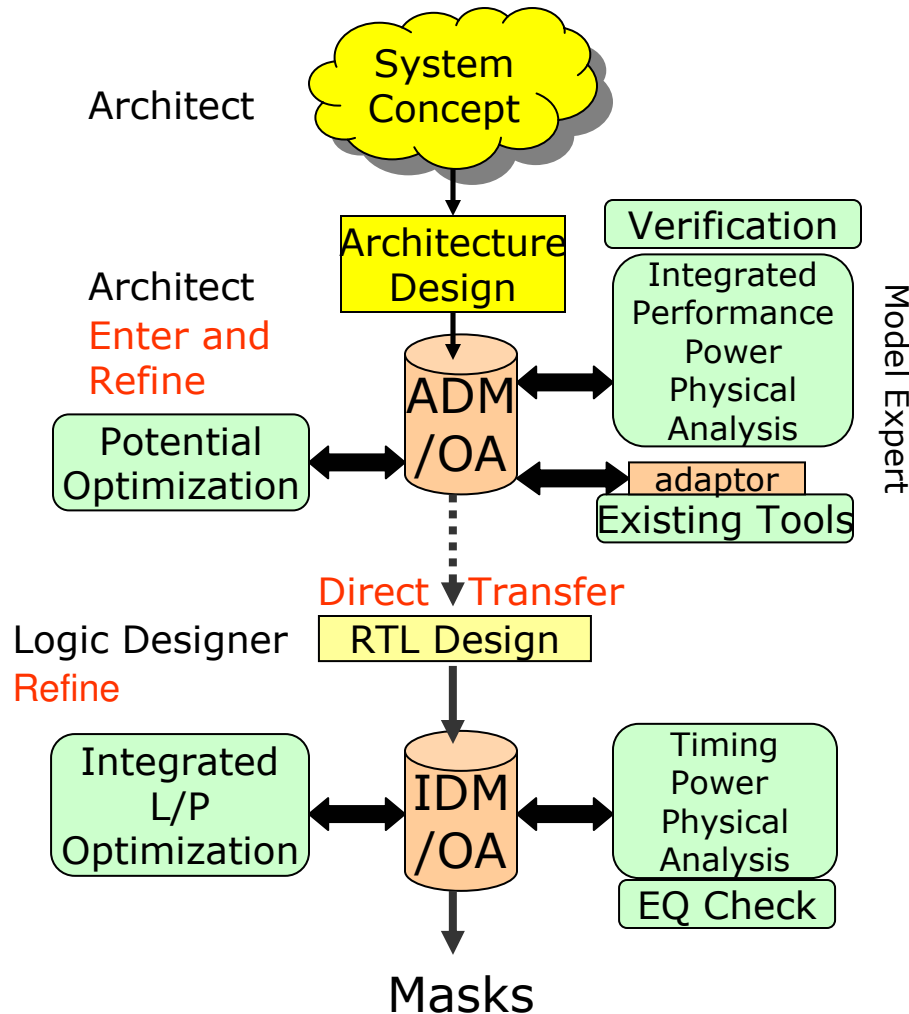 System
Concept
Architect
Architecture
Design
Verification
Architect
Enter and
Refine
Integrated
Performance
Power
Physical
Analysis
Model Expert
ADM
/OA
Potential
Optimization
adaptor
Existing Tools
Direct Transfer
Logic Designer
Refine
RTL Design
Integrated
L/P
Optimization
IDM
/OA
Timing
Power
Physical
Analysis
EQ Check
Masks